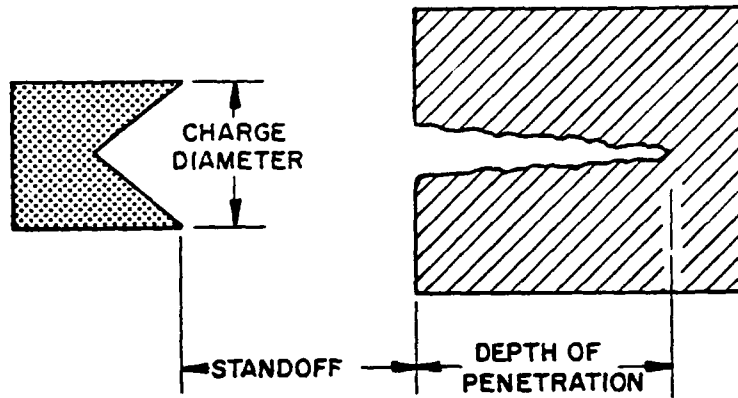 CHARGE
DIAMETER
STANDOFF
DEPTH OF
PENETRATION